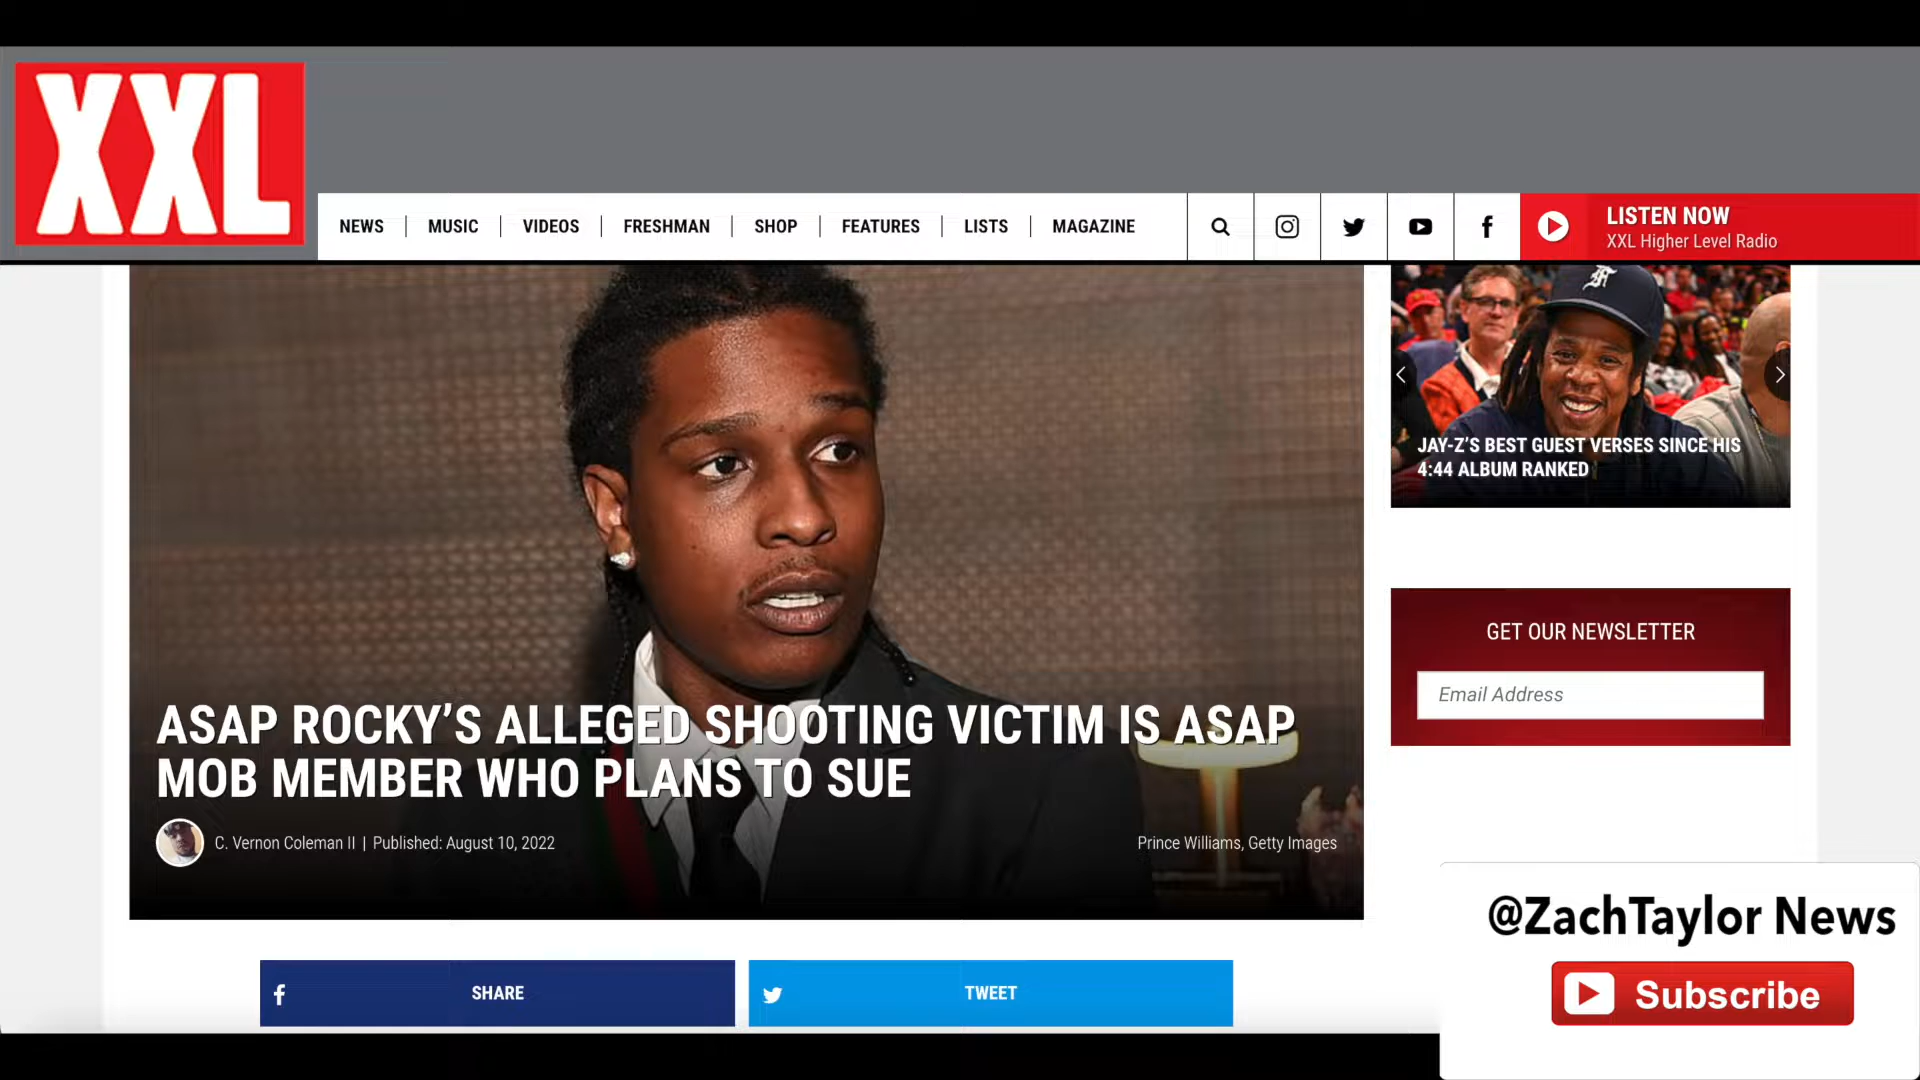 XXL
NEWS
MUSIC
VIDEOS
FRESHMAN
SHOP
FEATURES
LISTS
MAGAZINE
LISTEN NOW
XXL Higher Level Radio
JAY-Z'S BEST GUEST VERSES SINCE HIS
4:44 ALBUM RANKED
ASAP ROCKY'S ALLEGED SHOOTING VICTIM IS ASAP
MOB MEMBER WHO PLANS TO SUE
C. Vernon Coleman II | Published: August 10, 2022
Prince Williams, Getty Images
GET OUR NEWSLETTER
Email Address
SHARE
TWEET
@ZachTaylor News
Subscribe